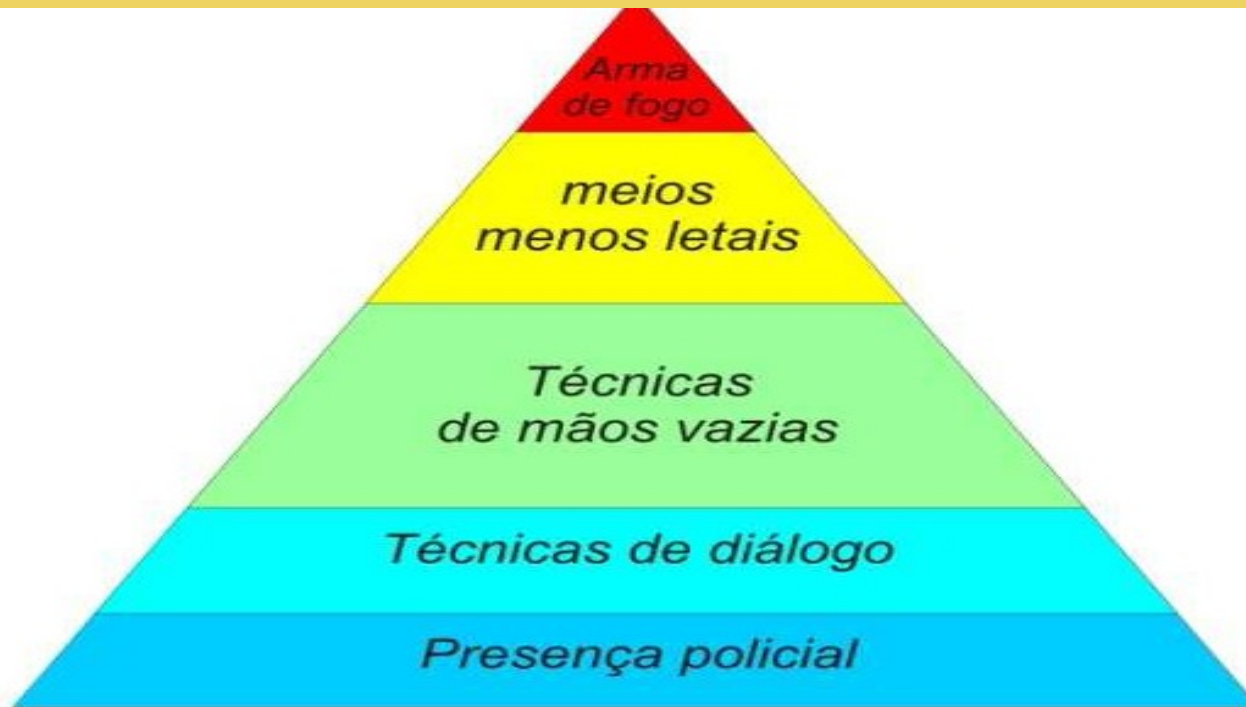 Arma
de fogo
meios
menos letais
Técnicas
de mãos vazias
Técnicas de diálogo
Presença policial